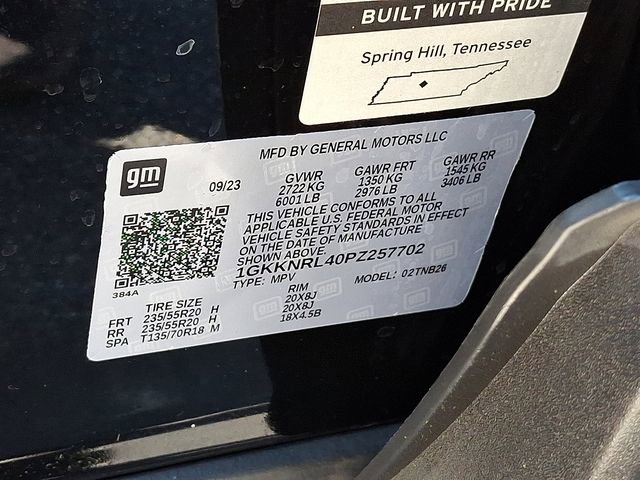 BUILT WITH PRIDE
Spring Hill, Tennessee
gm
MFD BY GENERAL MOTORS LLC
09/23
GVWR GAWR FRT GAWR RR
2722 KG 1350 KG 1545 KG
6001 LB 2976 LB 3406 LB
THIS VEHICLE CONFORMS TO ALL
APPLICABLE U.S. FEDERAL MOTOR
VEHICLE SAFETY STANDARDS IN EFFECT
ON THE DATE OF MANUFACTURE
SHOWN ABOVE.
1GKKNRL40PZ257702
TYPE: MPV MODEL: 02TNB26
384A
TIRE SIZE RIM
FRT 235/55R20 H 20X8J
RR 235/55R20 H 20X8J
SPA T135/70R18 M 18X4.5B